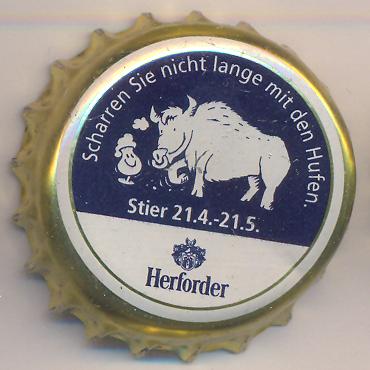 Scharren Sie nicht lange mit den Hufen.
Stier 21.4.-21.5.
Herforder